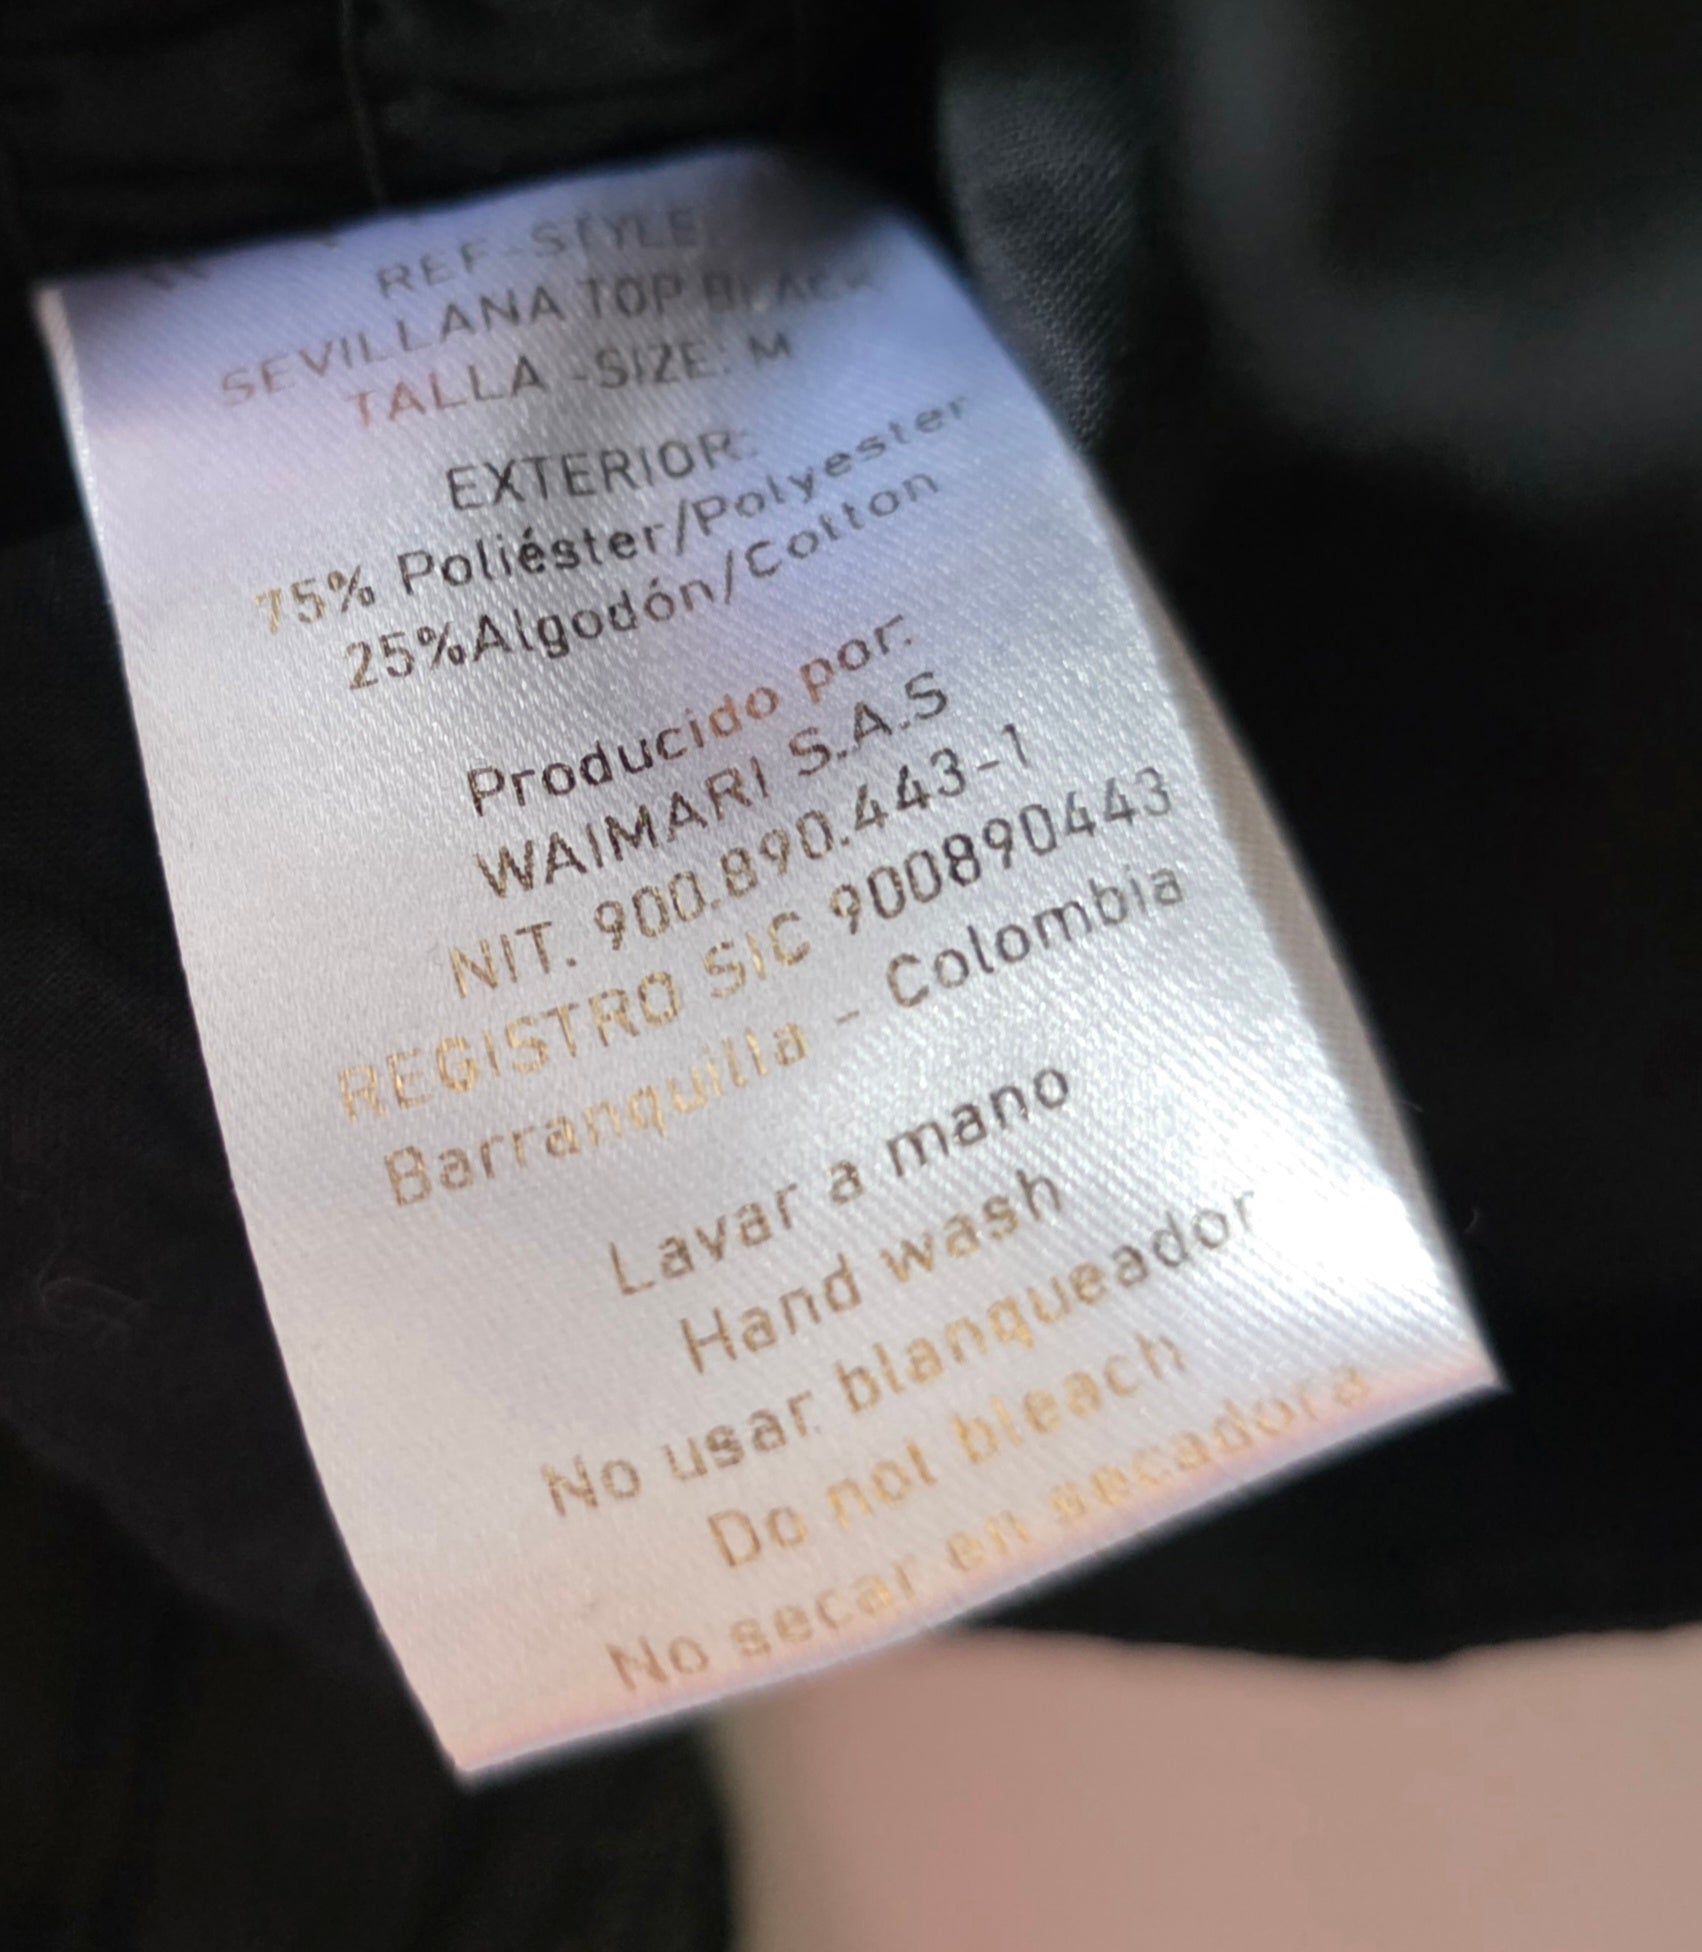 REF-STYLE:
SEVILLANA TOP BLACK
TALLA -SIZE: M
EXTERIOR:
75% Poliéster/Polyester
25%Algodón/Cotton
Producido por:
WAIMARI S.A.S
NIT. 900.890.443-1
REGISTRO SIC 900890443
Barranquilla - Colombia
Lavar a mano
Hand wash
No usar blanqueador
Do not bleach
No secar en secadora